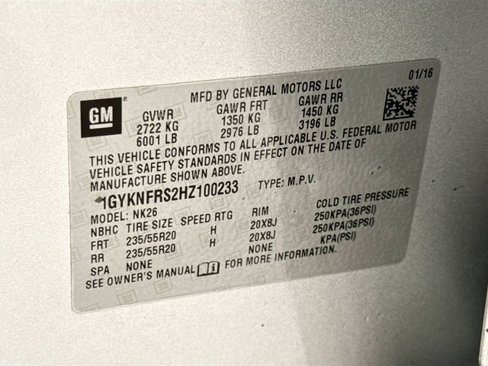 MFD BY GENERAL MOTORS LLC 01/16
GM
GVWR GAWR FRT GAWR RR
2722 KG 1350 KG 1450 KG
6001 LB 2976 LB 3196 LB
THIS VEHICLE CONFORMS TO ALL APPLICABLE U.S. FEDERAL MOTOR
VEHICLE SAFETY STANDARDS IN EFFECT ON THE DATE OF
MANUFACTURE SHOWN ABOVE.
1GYKNFRS2HZ100233 TYPE: M.P.V.
MODEL: NK26
NBHC TIRE SIZE SPEED RTG RIM COLD TIRE PRESSURE
FRT 235/55R20 H 20X8J 250KPA(36PSI)
RR 235/55R20 H 20X8J 250KPA(36PSI)
SPA NONE NONE KPA(PSI)
SEE OWNER'S MANUAL FOR MORE INFORMATION.